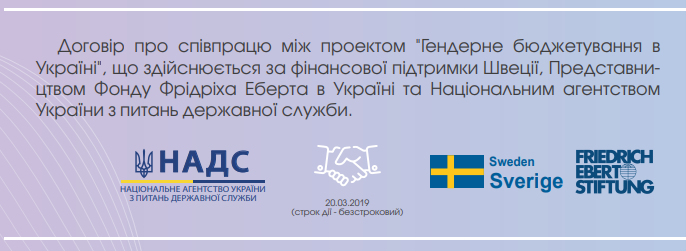 Договір про співпрацю між проектом "Гендерне бюджетування в
Україні", що здійснюється за фінансової підтримки Швеції, Представни-
цтвом Фонду Фрідріха Еберта в Україні та Національним агентством
України з питань державної служби.
НАДС
НАЦІОНАЛЬНЕ АГЕНТСТВО УКРАЇНИ
З ПИТАНЬ ДЕРЖАВНОЇ СЛУЖБИ
20.03.2019
(строк дії - безстроковий)
Sweden
Sverige
FRIEDRICH
EBERT
STIFTUNG